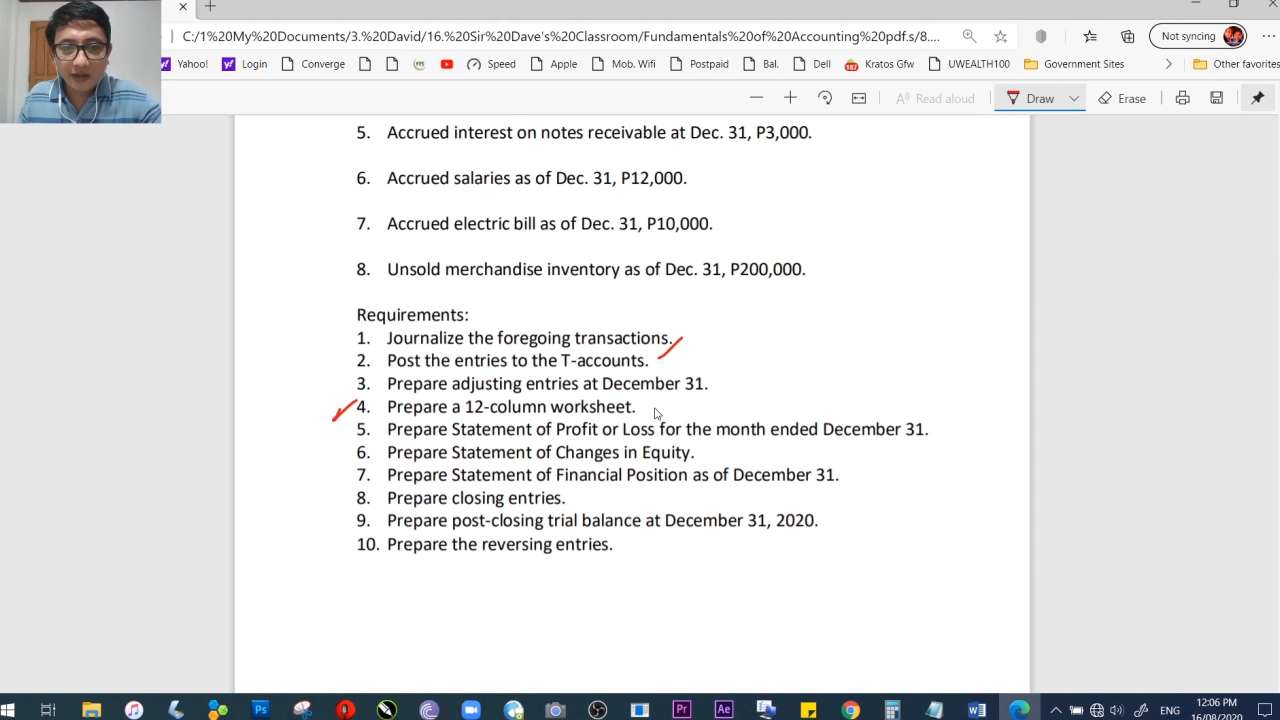 C:/1%20My%20Documents/3.%20David/16.%20Sir%20Dave's%20Classroom/Fundamentals%20of%20Accounting%20pdf.s/8....
Not syncing
Yahoo!
Login
Converge
Speed
Apple
Mob. Wifi
Postpaid
Bal.
Dell
Kratos Gfw
UWEALTH100
Government Sites
Other favorites
Read aloud
Draw
Erase
5. Accrued interest on notes receivable at Dec. 31, P3,000.
6. Accrued salaries as of Dec. 31, P12,000.
7. Accrued electric bill as of Dec. 31, P10,000.
8. Unsold merchandise inventory as of Dec. 31, P200,000.
Requirements:
1. Journalize the foregoing transactions.
2. Post the entries to the T-accounts.
3. Prepare adjusting entries at December 31.
4. Prepare a 12-column worksheet.
5. Prepare Statement of Profit or Loss for the month ended December 31.
6. Prepare Statement of Changes in Equity.
7. Prepare Statement of Financial Position as of December 31.
8. Prepare closing entries.
9. Prepare post-closing trial balance at December 31, 2020.
10. Prepare the reversing entries.
Ps
Pr
Ae
W
ENG
12:06 PM
16/08/2020